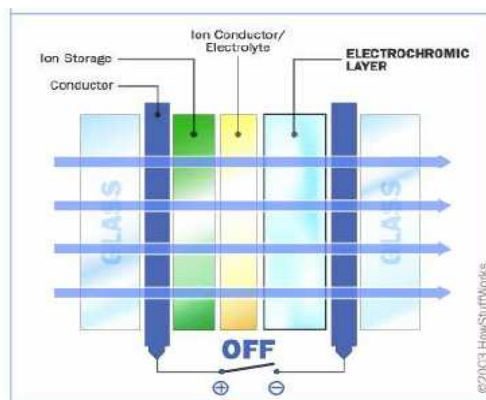 Ion Conductor/
Electrolyte
Ion Storage
ELECTROCHROMIC
LAYER
Conductor
GLASS
GLASS
OFF
+
−
©2003 HowStuffWorks